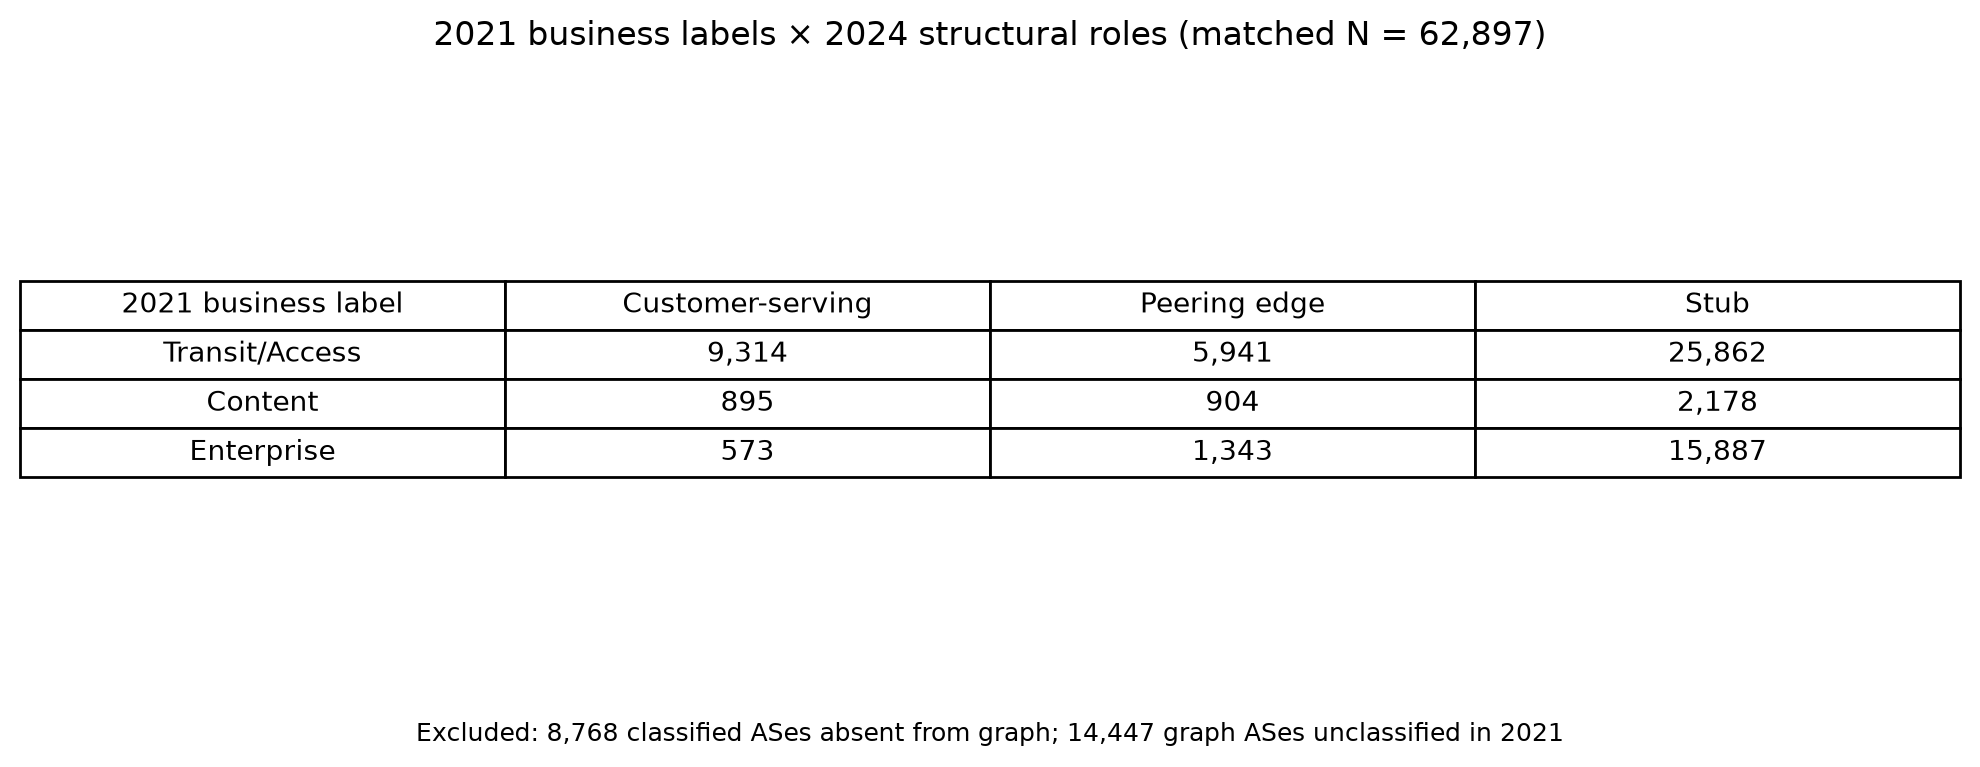 2021 business labels × 2024 structural roles (matched N = 62,897)
2021 business label Customer-serving Peering edge Stub
Transit/Access 9,314 5,941 25,862
Content 895 904 2,178
Enterprise 573 1,343 15,887
Excluded: 8,768 classified ASes absent from graph; 14,447 graph ASes unclassified in 2021